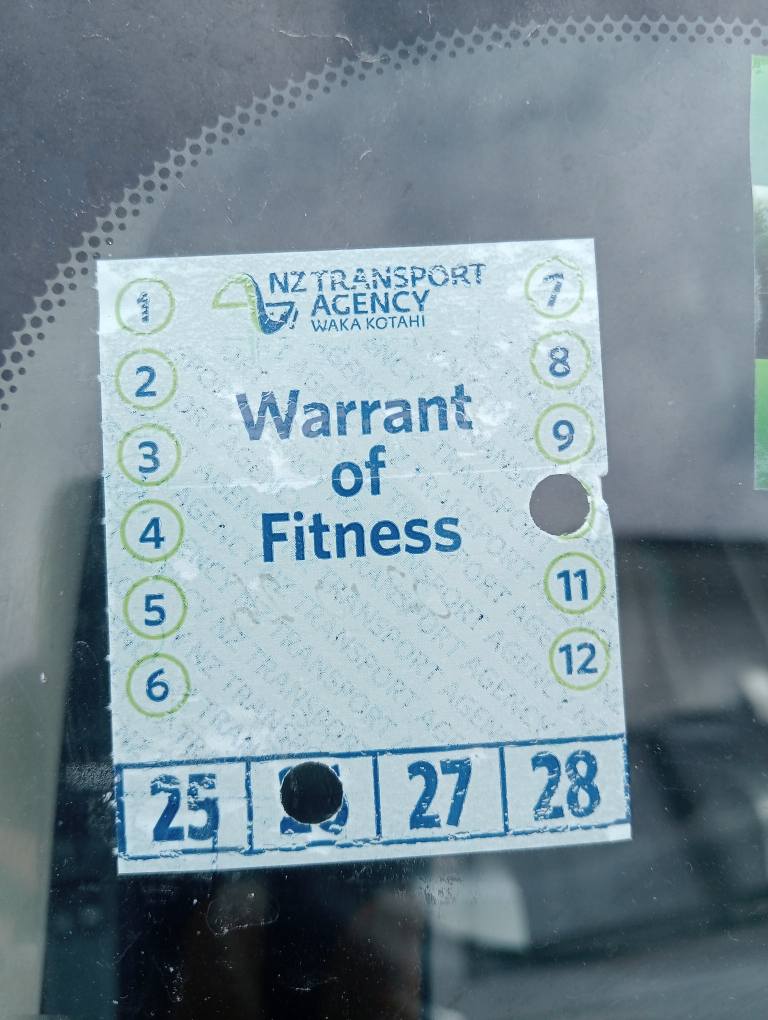 NZ TRANSPORT
AGENCY
WAKA KOTAHI
Warrant
of
Fitness
1
2
3
4
5
6
7
8
9
11
12
25
27
28